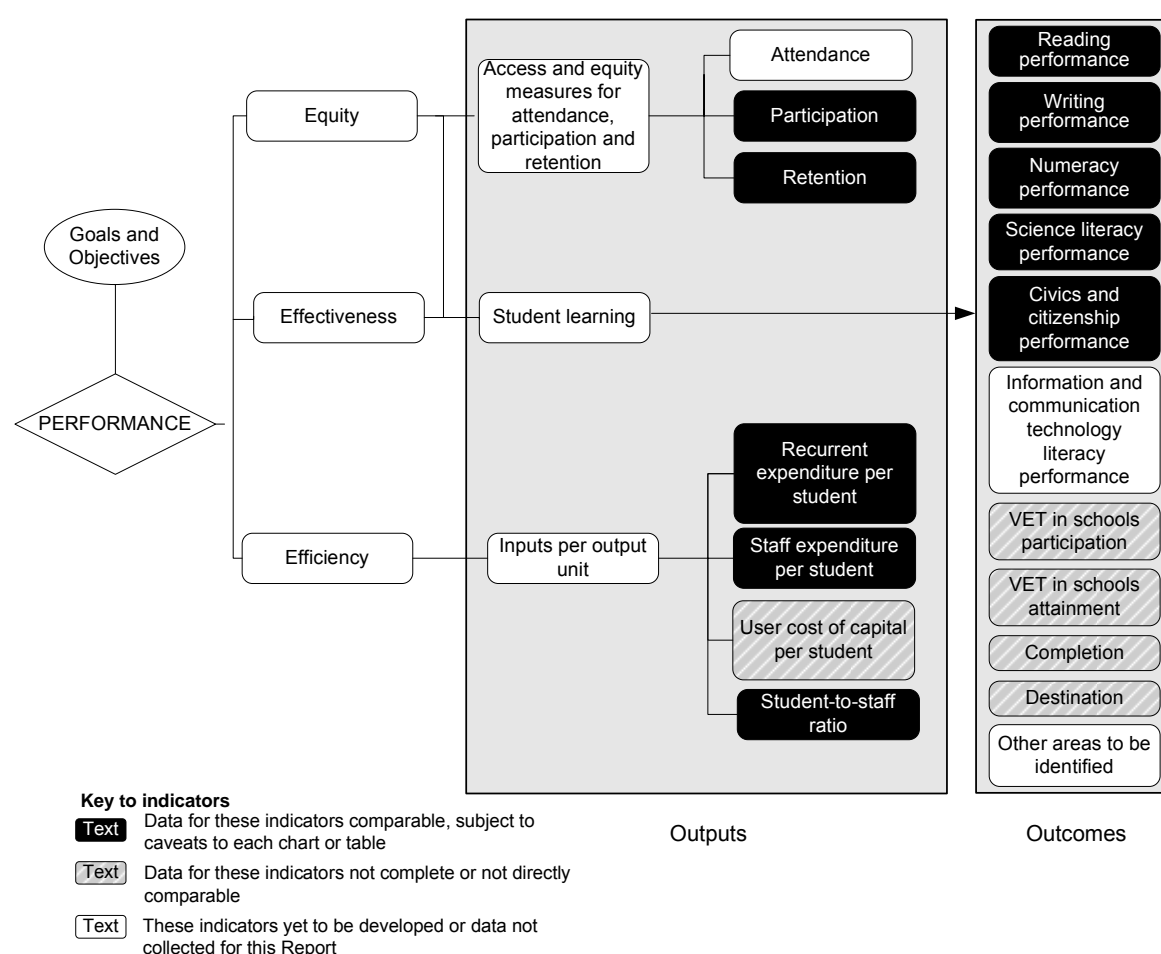 Goals and
Objectives
PERFORMANCE
Equity
Effectiveness
Efficiency
Access and equity
measures for
attendance,
participation and
retention
Student learning
Inputs per output
unit
Attendance
Participation
Retention
Recurrent
expenditure per
student
Staff expenditure
per student
User cost of capital
per student
Student-to-staff
ratio
Reading
performance
Writing
performance
Numeracy
performance
Science literacy
performance
Civics and
citizenship
performance
Information and
communication
technology
literacy
performance
VET in schools
participation
VET in schools
attainment
Completion
Destination
Other areas to be
identified
Outputs
Outcomes
Key to indicators
Text
Data for these indicators comparable, subject to
caveats to each chart or table
Text
Data for these indicators not complete or not directly
comparable
Text
These indicators yet to be developed or data not
collected for this Report